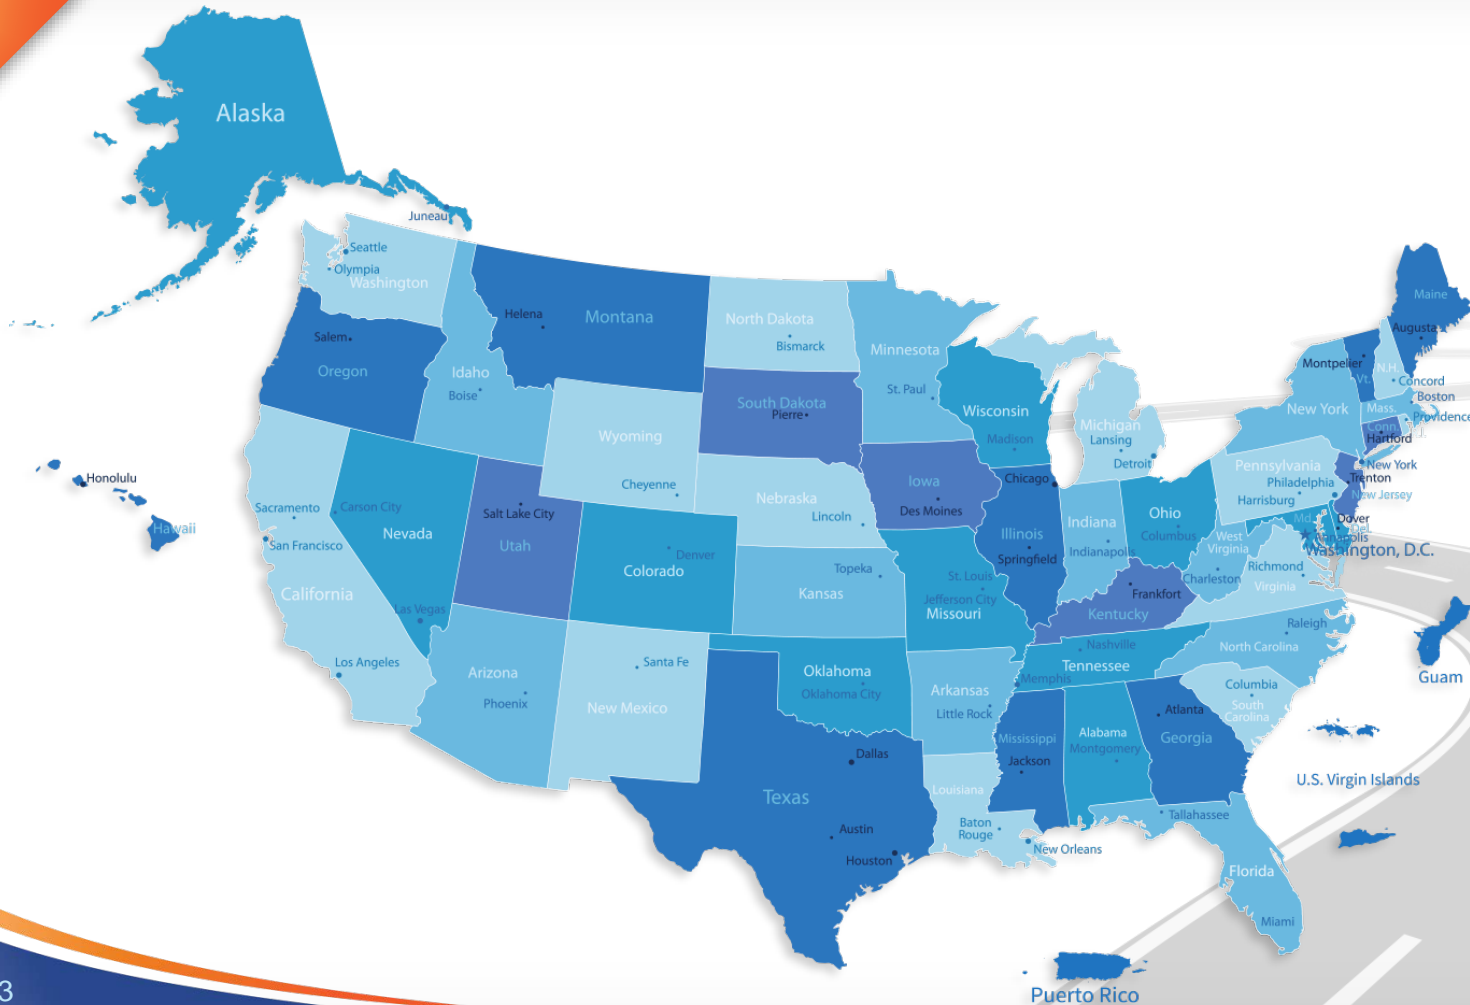 Alaska
Juneau
Seattle
Olympia
Washington
Helena
Montana
North Dakota
Bismarck
Minnesota
St. Paul
Maine
Augusta
Montpelier
Vt.
N.H.
Concord
Boston
Mass.
Providence
Conn.
Hartford
New York
New York
Salem
Oregon
Idaho
Boise
South Dakota
Pierre
Wisconsin
Madison
Michigan
Lansing
Detroit
Wyoming
Cheyenne
Nebraska
Lincoln
Iowa
Des Moines
Chicago
Illinois
Springfield
Indiana
Indianapolis
Ohio
Columbus
Pennsylvania
Philadelphia
Harrisburg
Trenton
New Jersey
Md.
Dover
Del.
Annapolis
Washington, D.C.
Honolulu
Hawaii
Sacramento
San Francisco
California
Los Angeles
Carson City
Nevada
Las Vegas
Salt Lake City
Utah
Denver
Colorado
Topeka
Kansas
St. Louis
Jefferson City
Missouri
Frankfort
Kentucky
West
Virginia
Charleston
Richmond
Virginia
Arizona
Phoenix
Santa Fe
New Mexico
Oklahoma
Oklahoma City
Arkansas
Little Rock
Nashville
Tennessee
Memphis
Raleigh
North Carolina
Columbia
South
Carolina
Guam
Dallas
Texas
Austin
Houston
Louisiana
Baton
Rouge
New Orleans
Mississippi
Jackson
Alabama
Montgomery
Atlanta
Georgia
Tallahassee
Florida
Miami
U.S. Virgin Islands
Puerto Rico
3